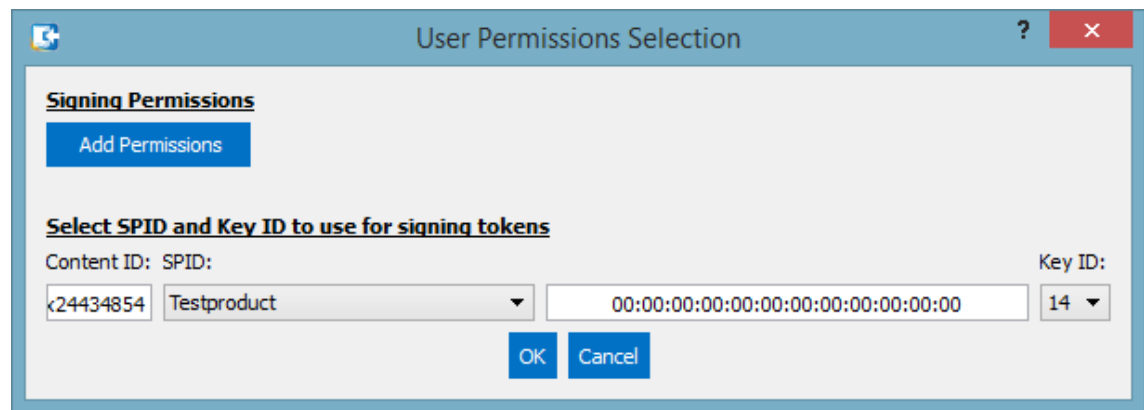 User Permissions Selection ?
Signing Permissions
Add Permissions
Select SPID and Key ID to use for signing tokens
Content ID: SPID: Key ID:
x24434854 Testproduct 00:00:00:00:00:00:00:00:00:00:00:00 14
OK Cancel